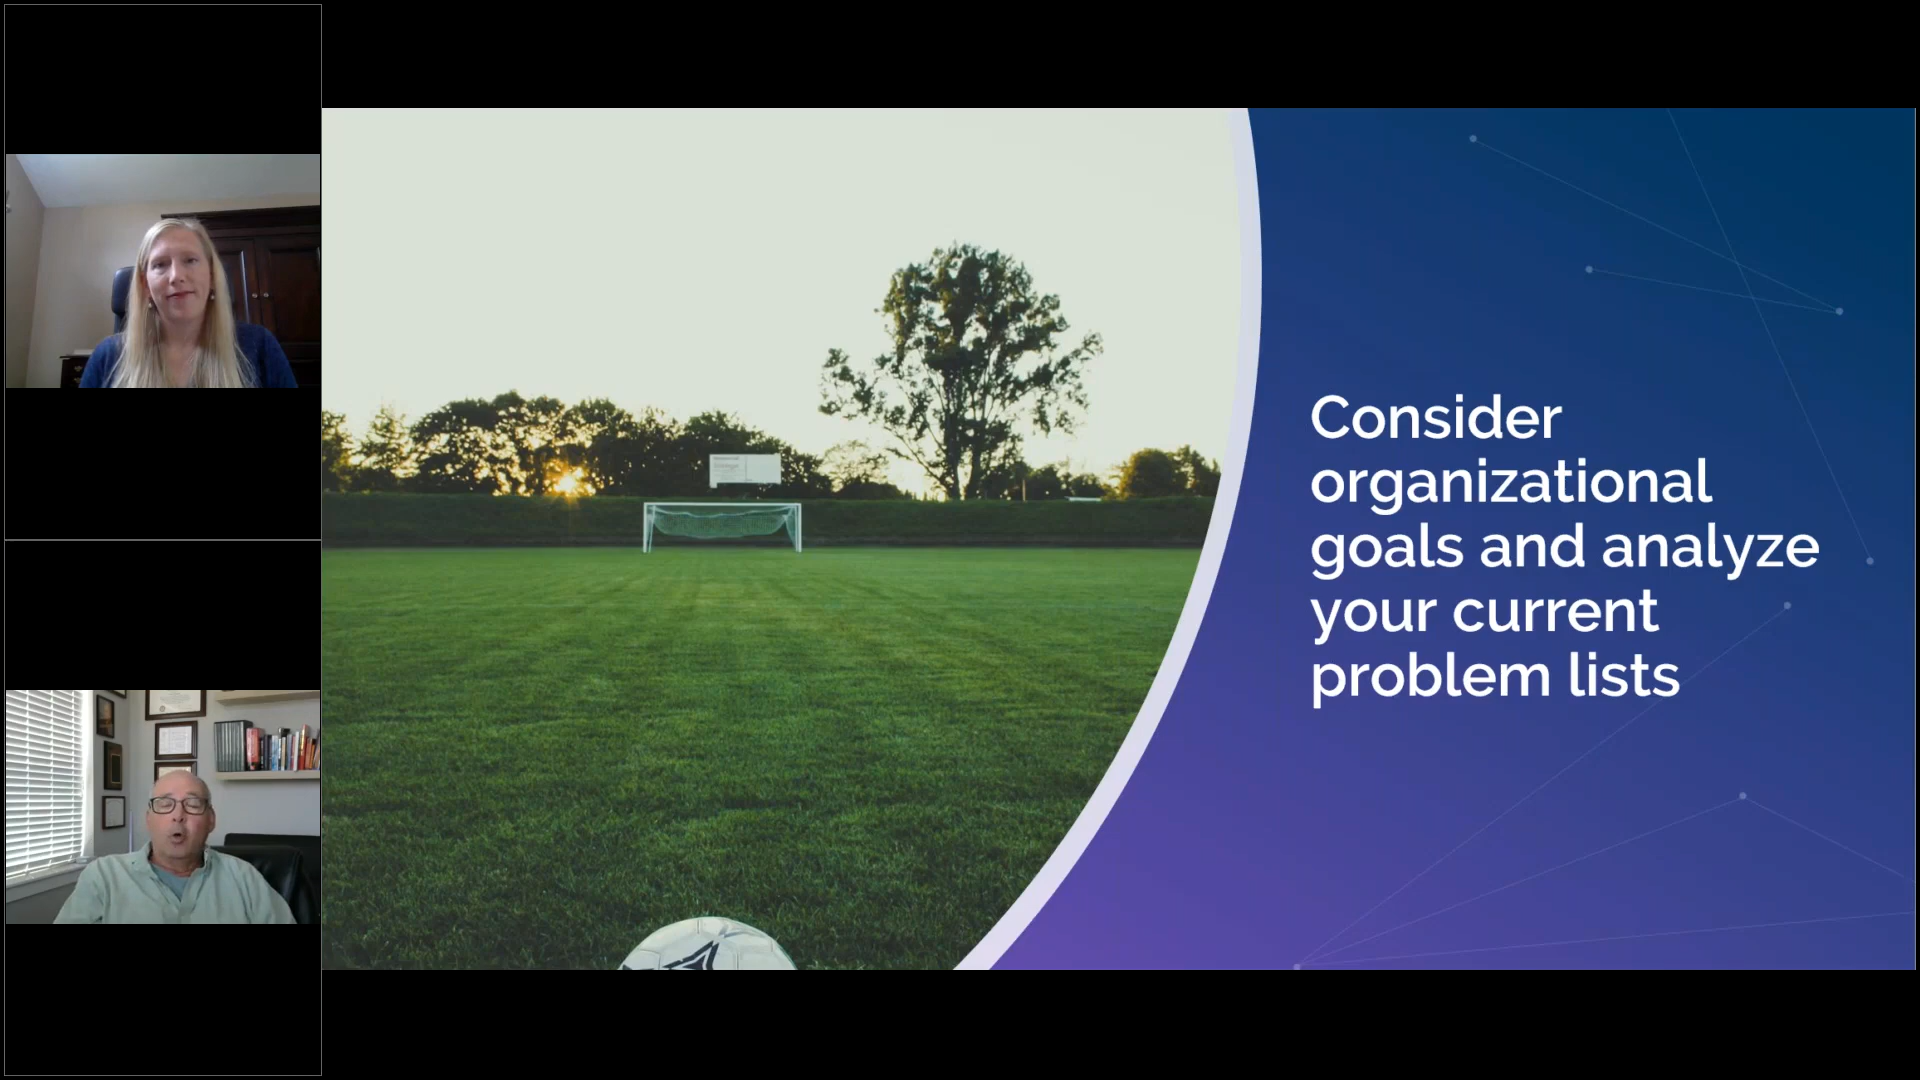 Consider
organizational
goals and analyze
your current
problem lists